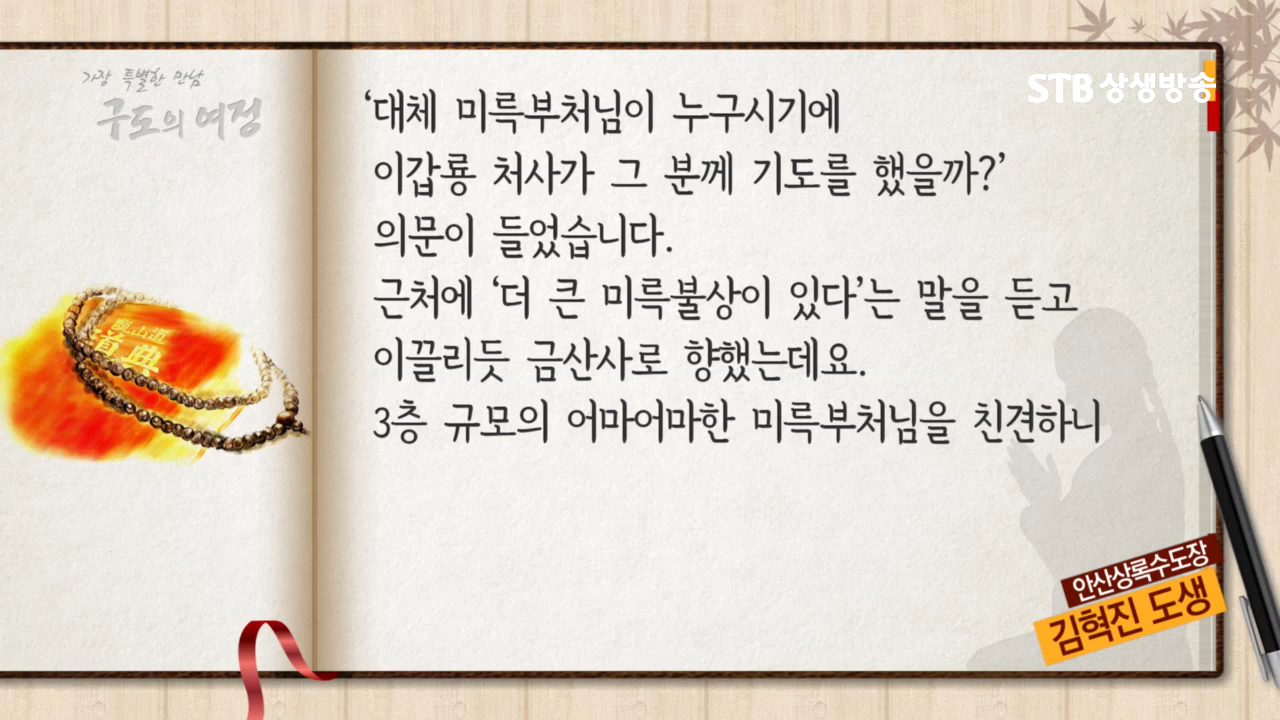 가장 특별한 만남
구도의 여정
STB 상생방송
‘대체 미륵부처님이 누구시기에
이갑룡 처사가 그 분께 기도를 했을까?’
의문이 들었습니다.
근처에 ‘더 큰 미륵불상이 있다’는 말을 듣고
이끌리듯 금산사로 향했는데요.
3층 규모의 어마어마한 미륵부처님을 친견하니
道典
안산상록수도장
김혁진 도생